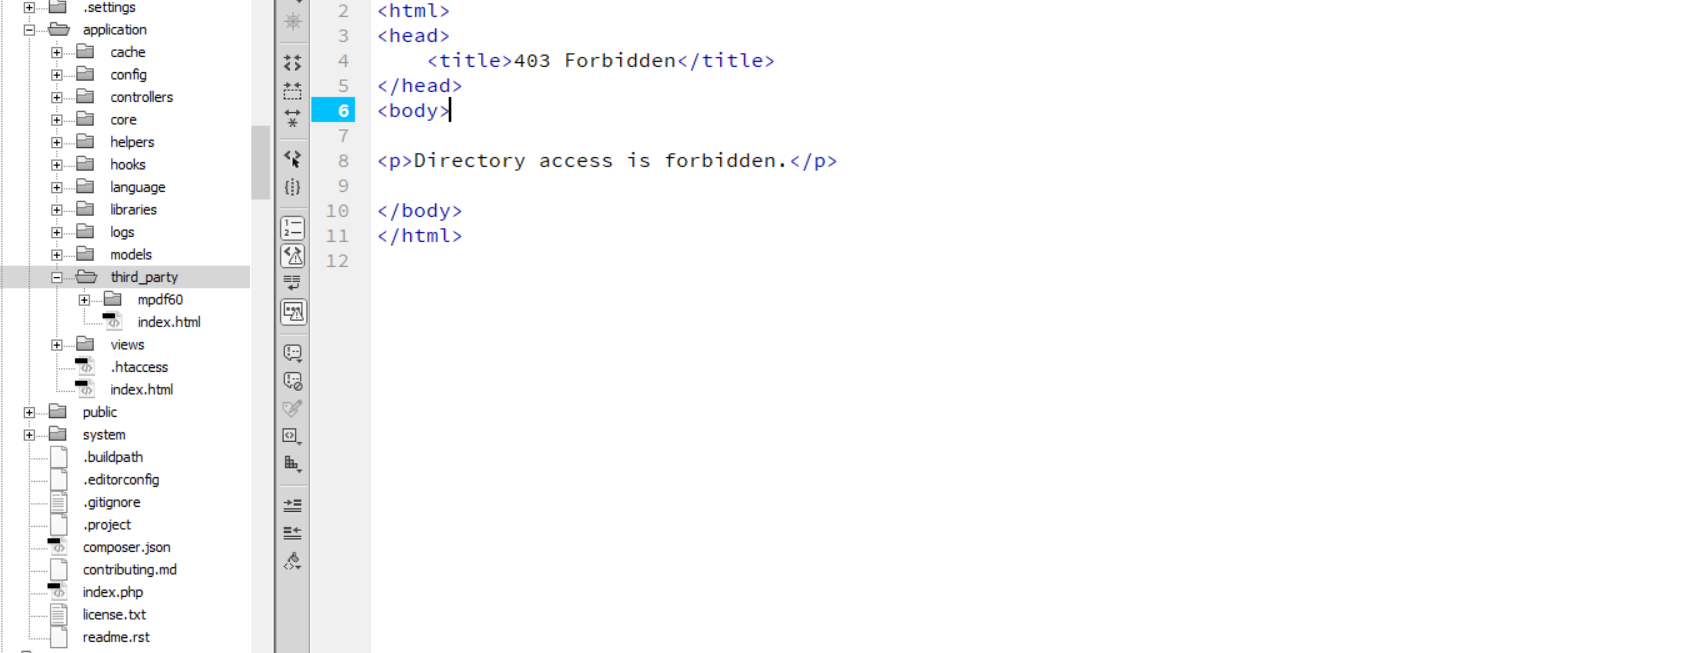 .settings
application
cache
config
controllers
core
helpers
hooks
language
libraries
logs
models
third_party
mpdf60
index.html
views
.htaccess
index.html
public
system
.buildpath
.editorconfig
.gitignore
.project
composer.json
contributing.md
index.php
license.txt
readme.rst
2 <html>
3 <head>
4 <title>403 Forbidden</title>
5 </head>
6 <body>
7
8 <p>Directory access is forbidden.</p>
9
10 </body>
11 </html>
12